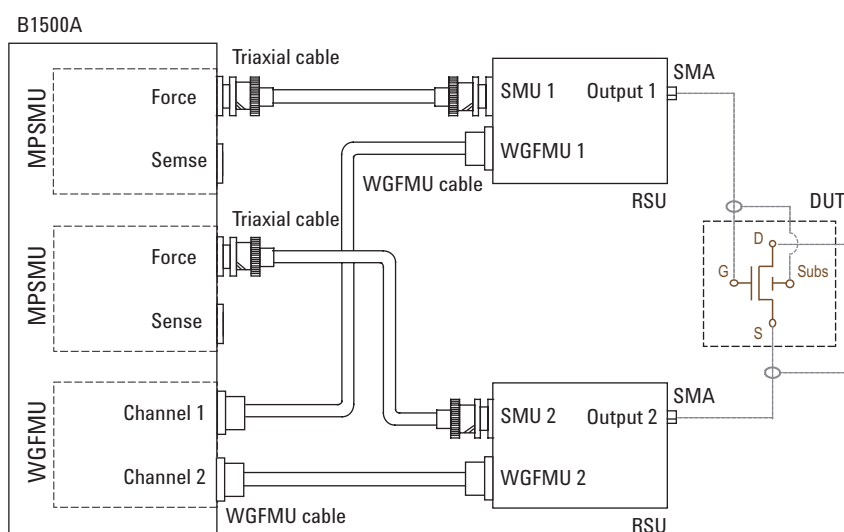 B1500A
MPSMU
Force
Semse
Triaxial cable
SMU 1
Output 1
WGFMU 1
RSU
SMA
WGFMU cable
MPSMU
Force
Sense
Triaxial cable
DUT
D
G
Subs
S
WGFMU
Channel 1
Channel 2
SMU 2
Output 2
WGFMU 2
RSU
SMA
WGFMU cable